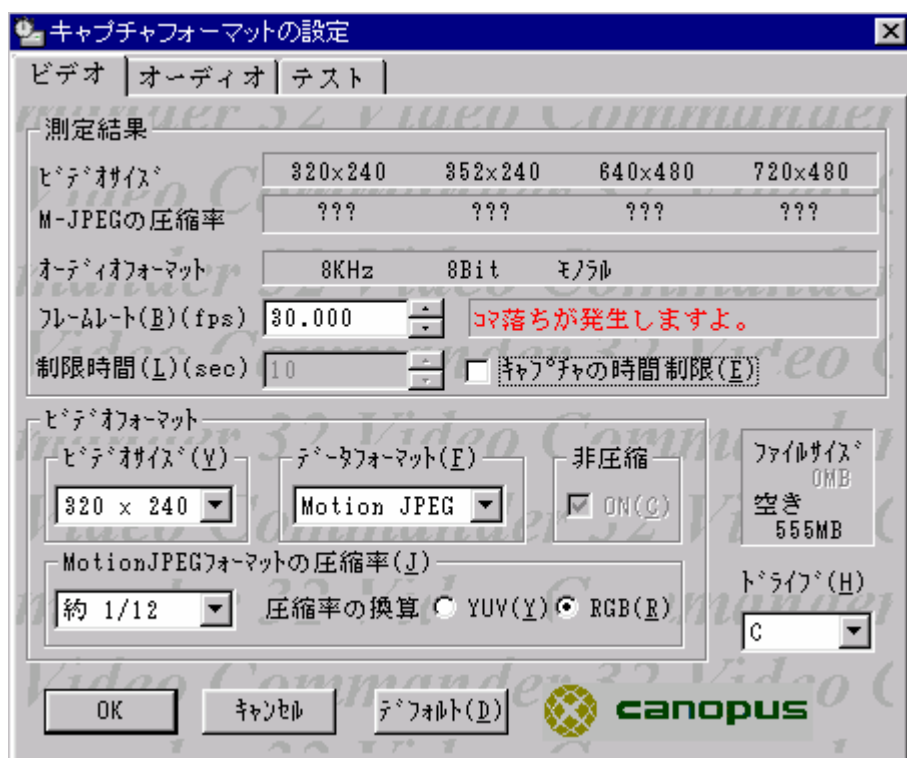 キャプチャフォーマットの設定
ビデオ オーディオ テスト
測定結果
ﾋﾞﾃﾞｵｻｲｽﾞ 320x240 352x240 640x480 720x480
M-JPEGの圧縮率 ??? ??? ??? ???
ｵｰﾃﾞｨｵﾌｫｰﾏｯﾄ 8KHz 8Bit ﾓﾉﾗﾙ
ﾌﾚｰﾑﾚｰﾄ(B)(fps) 30.000 ｺﾏ落ちが発生しますよ。
制限時間(L)(sec) 10 ｷｬﾌﾟﾁｬの時間制限(E)
ﾋﾞﾃﾞｵﾌｫｰﾏｯﾄ
ﾋﾞﾃﾞｵｻｲｽﾞ(V) ﾃﾞｰﾀﾌｫｰﾏｯﾄ(F) 非圧縮
320 x 240 Motion JPEG ON(C)
MotionJPEGﾌｫｰﾏｯﾄの圧縮率(J)
約 1/12 圧縮率の換算 YUV(Y) RGB(R)
ﾌｧｲﾙｻｲｽﾞ
0MB
空き
555MB
ﾄﾞﾗｲﾌﾞ(H)
C
OK ｷｬﾝｾﾙ ﾃﾞﾌｫﾙﾄ(D) canopus